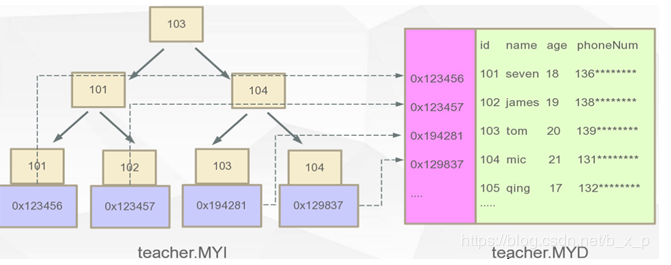 103
101
104
101
102
103
104
0x123456
0x123457
0x194281
0x129837
teacher.MYI
0x123456
0x123457
0x194281
0x129837
....
id name age phoneNum
101 seven 18 136********
102 james 19 138********
103 tom 20 139********
104 mic 21 131********
105 qing 17 132********
.....
teacher.MYD
https://blog.csdn.net/b_x_p